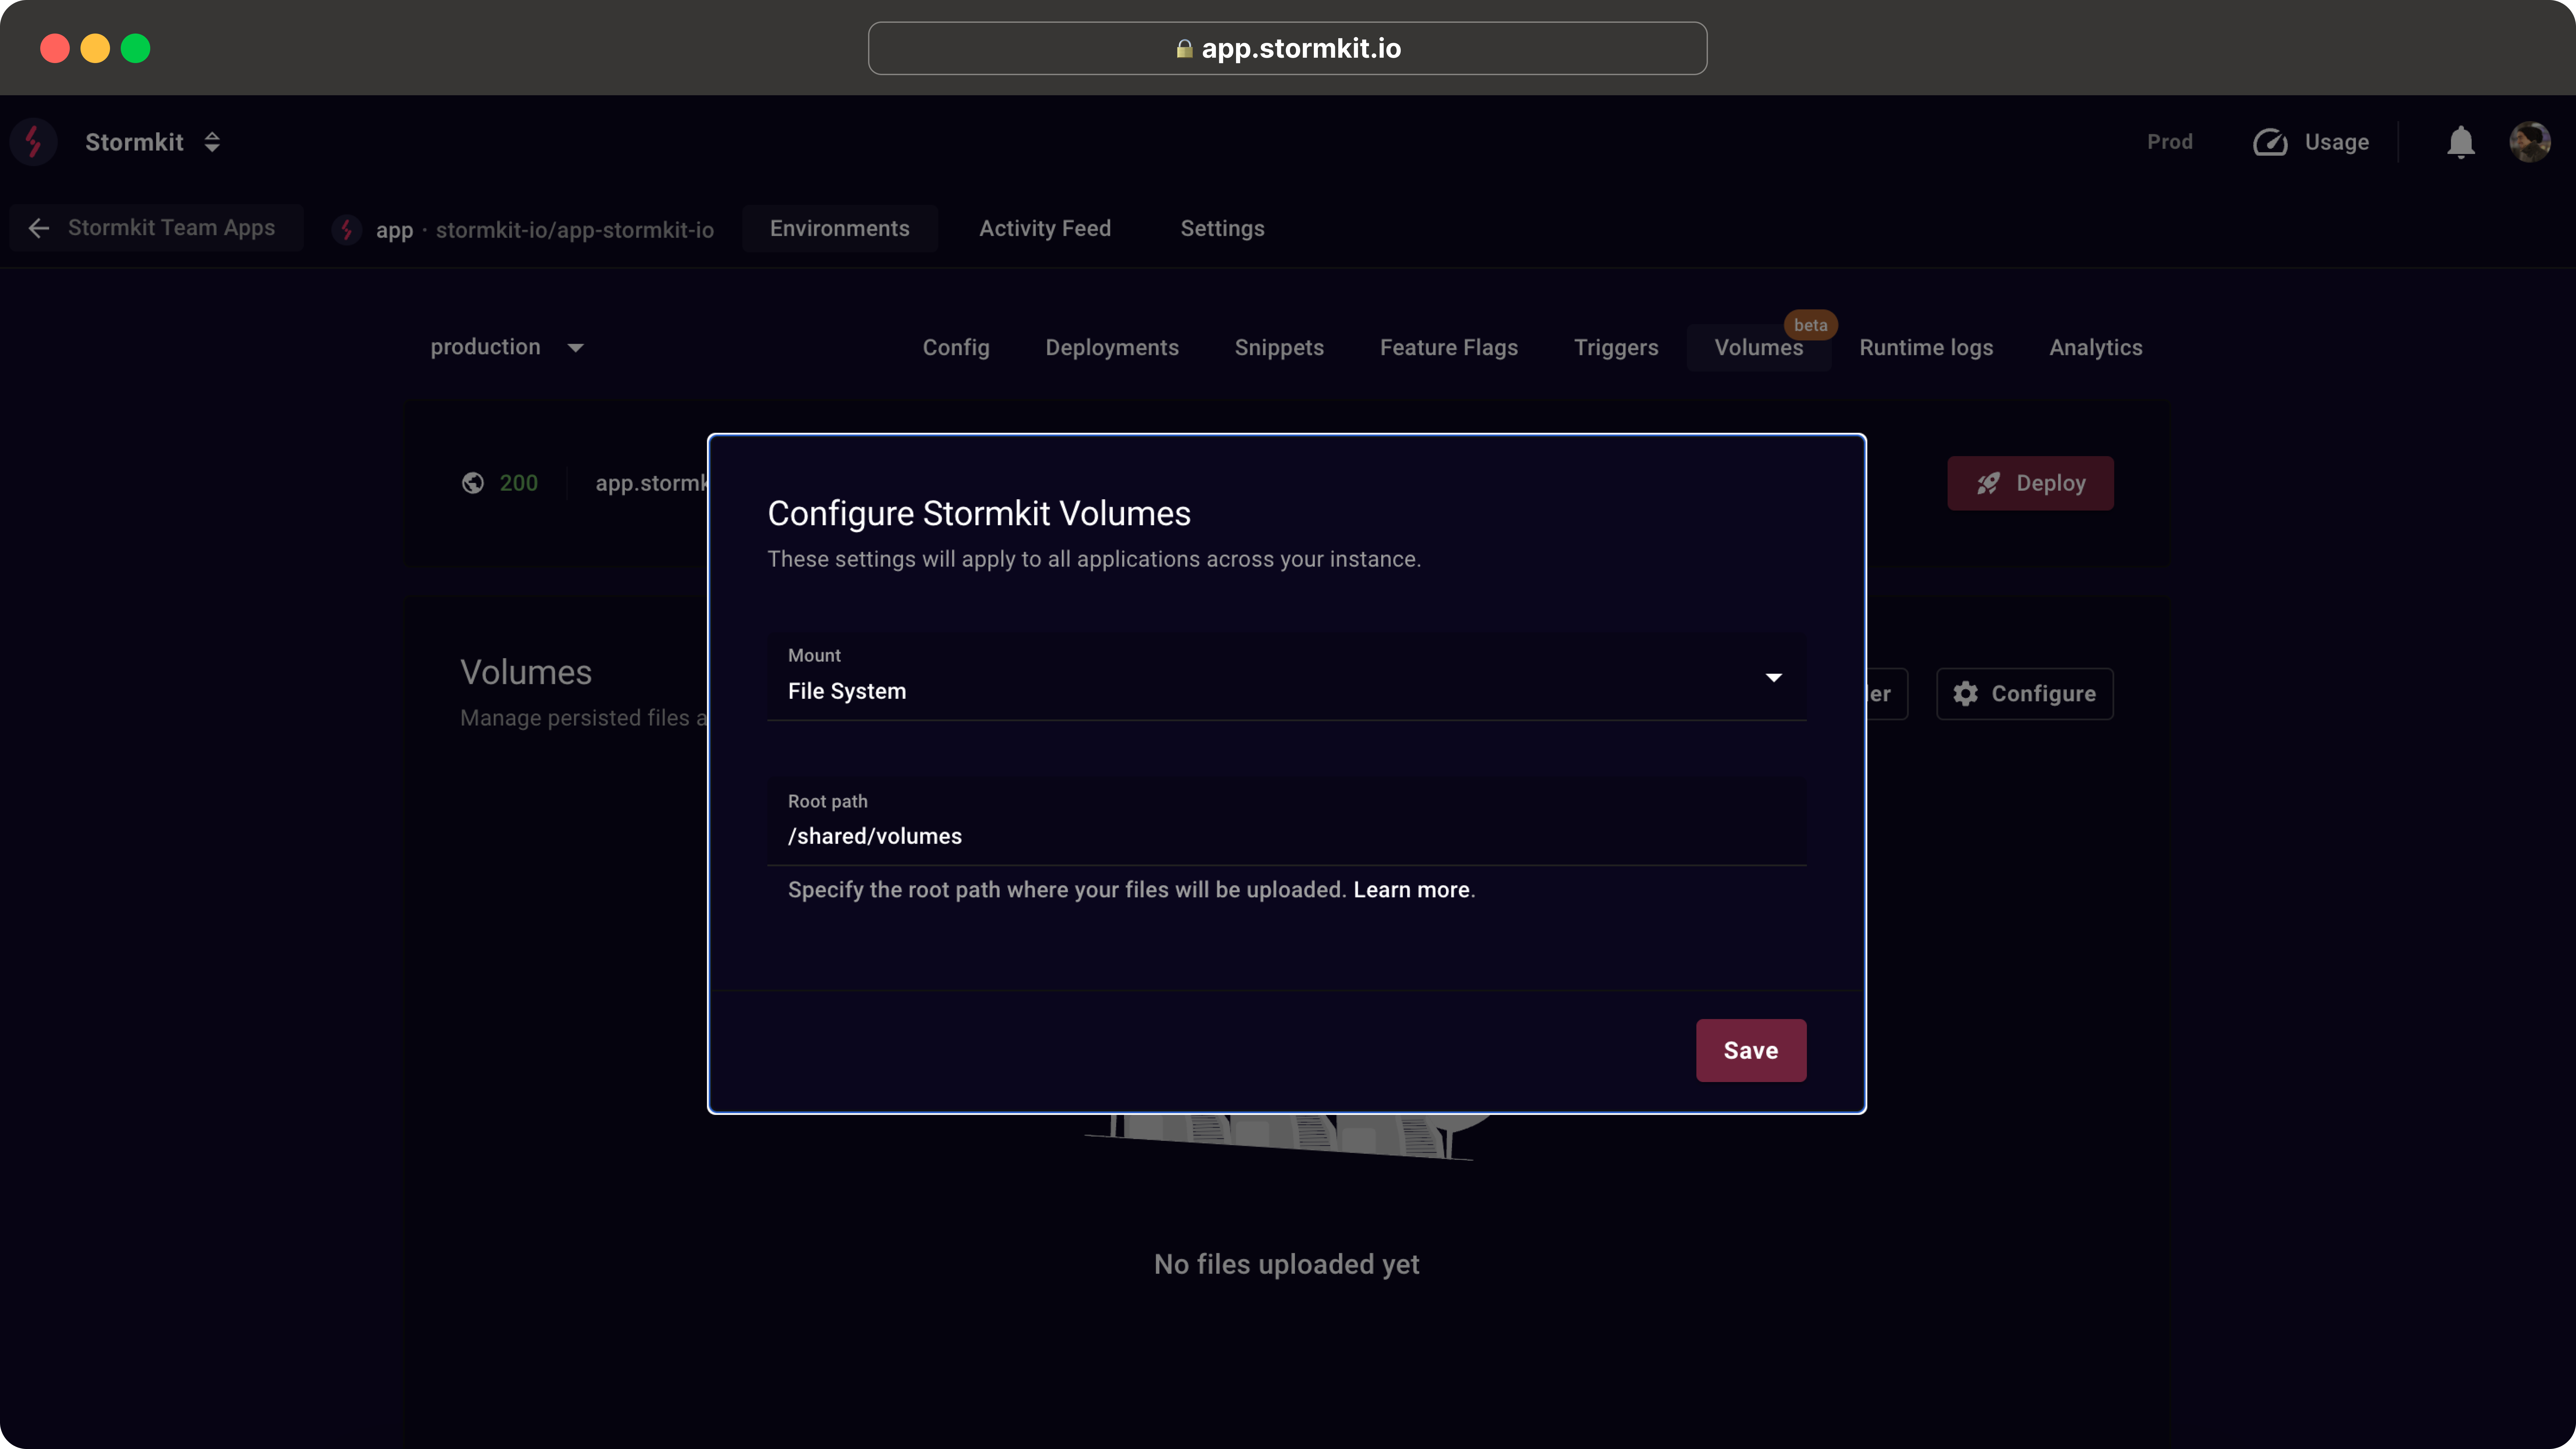 app.stormkit.io
Stormkit
Prod
Usage
Stormkit Team Apps
app · stormkit-io/app-stormkit-io
Environments
Activity Feed
Settings
production
Config
Deployments
Snippets
Feature Flags
Triggers
Volumes
beta
Runtime logs
Analytics
200
app.stormk
Deploy
Configure Stormkit Volumes
These settings will apply to all applications across your instance.
Volumes
Manage persisted files a
Mount
File System
er
Configure
Root path
/shared/volumes
Specify the root path where your files will be uploaded. Learn more.
Save
No files uploaded yet